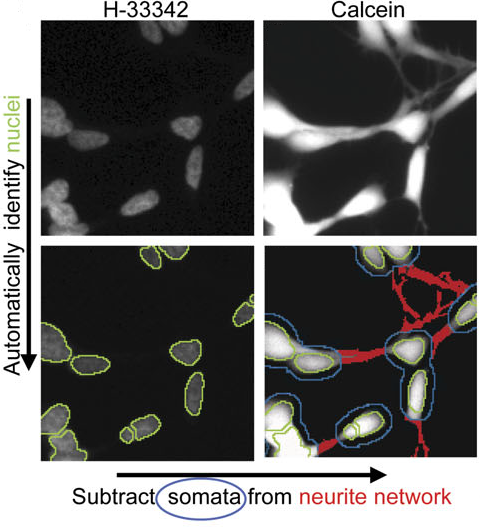 H-33342
Calcein
Automatically identify nuclei
Subtract somata from neurite network